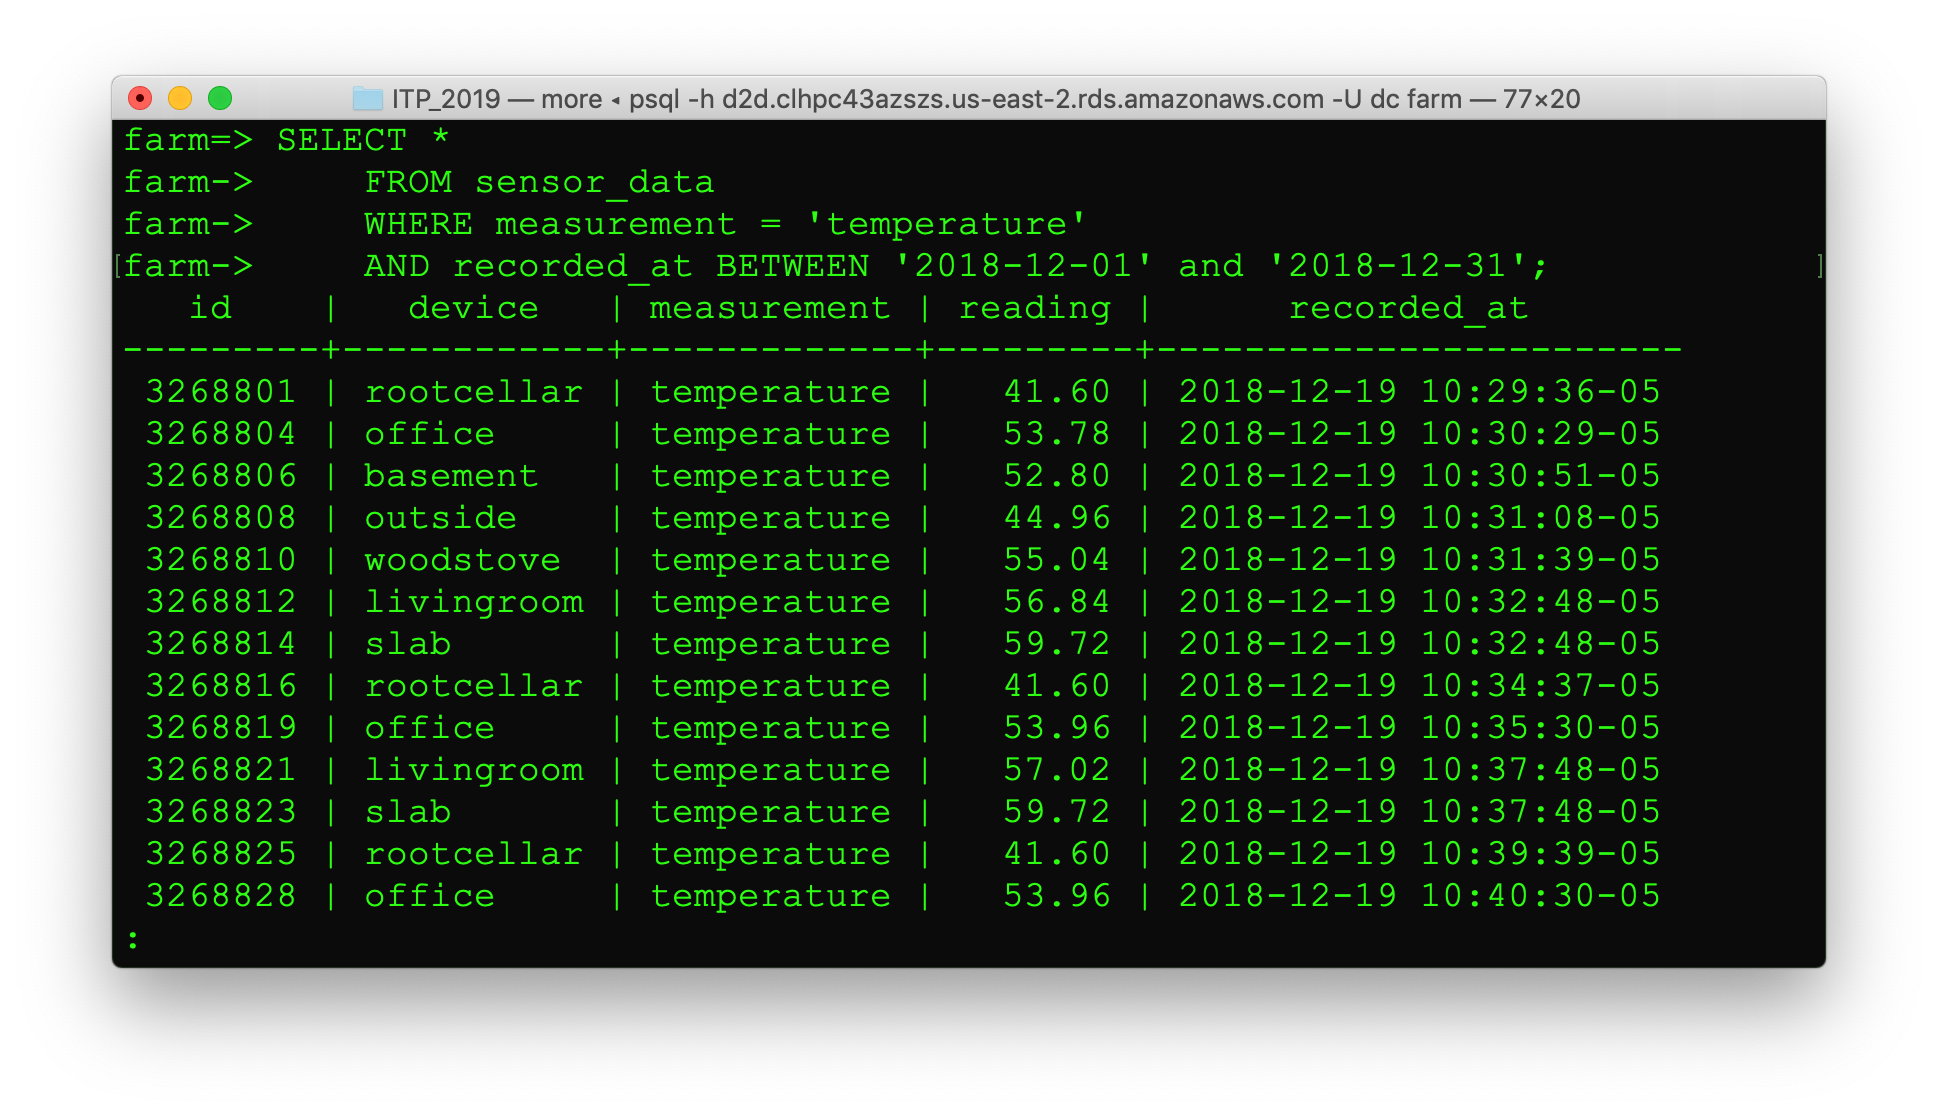 ITP_2019 — more ◂ psql -h d2d.clhpc43azszs.us-east-2.rds.amazonaws.com -U dc farm — 77×20
farm=> SELECT *
farm->     FROM sensor_data
farm->     WHERE measurement = 'temperature'
[farm->     AND recorded_at BETWEEN '2018-12-01' and '2018-12-31';            ]
   id    |   device   | measurement | reading |      recorded_at
---------+------------+-------------+---------+------------------------
 3268801 | rootcellar | temperature |   41.60 | 2018-12-19 10:29:36-05
 3268804 | office     | temperature |   53.78 | 2018-12-19 10:30:29-05
 3268806 | basement   | temperature |   52.80 | 2018-12-19 10:30:51-05
 3268808 | outside    | temperature |   44.96 | 2018-12-19 10:31:08-05
 3268810 | woodstove  | temperature |   55.04 | 2018-12-19 10:31:39-05
 3268812 | livingroom | temperature |   56.84 | 2018-12-19 10:32:48-05
 3268814 | slab       | temperature |   59.72 | 2018-12-19 10:32:48-05
 3268816 | rootcellar | temperature |   41.60 | 2018-12-19 10:34:37-05
 3268819 | office     | temperature |   53.96 | 2018-12-19 10:35:30-05
 3268821 | livingroom | temperature |   57.02 | 2018-12-19 10:37:48-05
 3268823 | slab       | temperature |   59.72 | 2018-12-19 10:37:48-05
 3268825 | rootcellar | temperature |   41.60 | 2018-12-19 10:39:39-05
 3268828 | office     | temperature |   53.96 | 2018-12-19 10:40:30-05
: